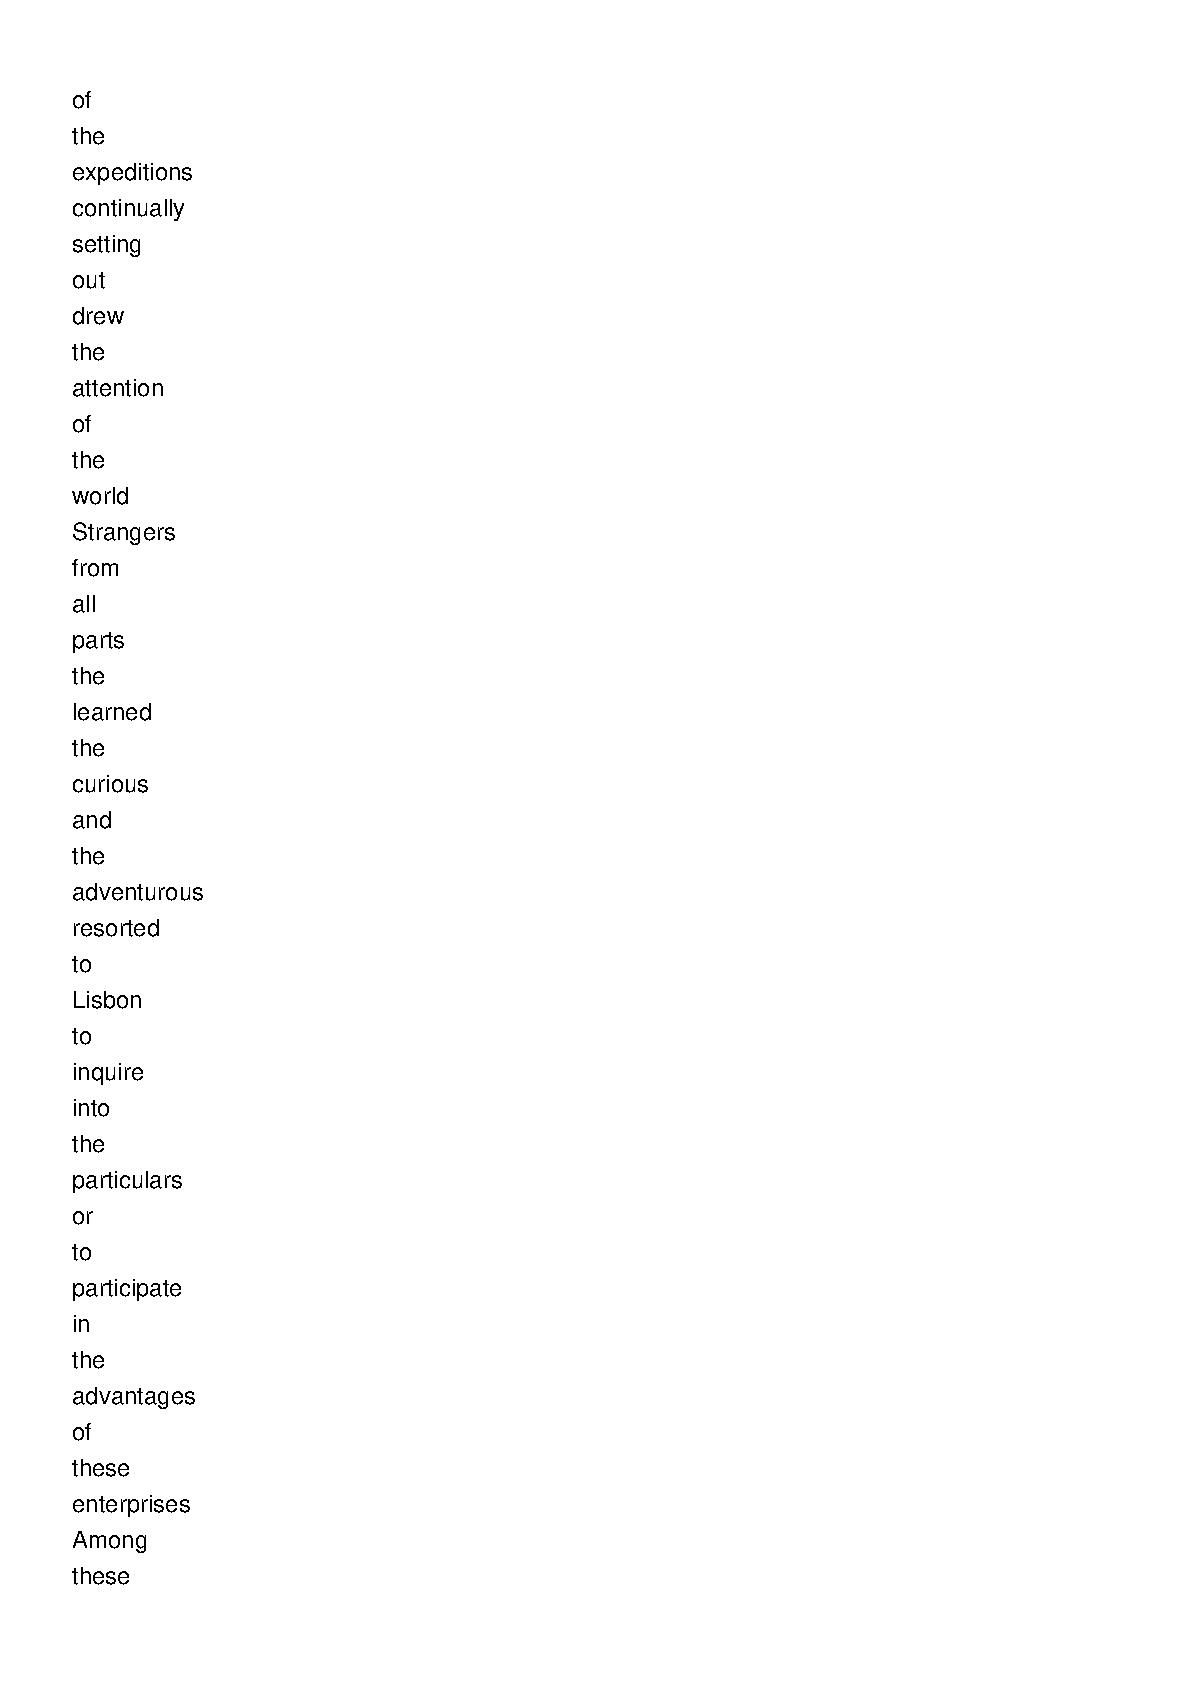 of
the
expeditions
continually
setting
out
drew
the
attention
of
the
world
Strangers
from
all
parts
the
learned
the
curious
and
the
adventurous
resorted
to
Lisbon
to
inquire
into
the
particulars
or
to
participate
in
the
advantages
of
these
enterprises
Among
these